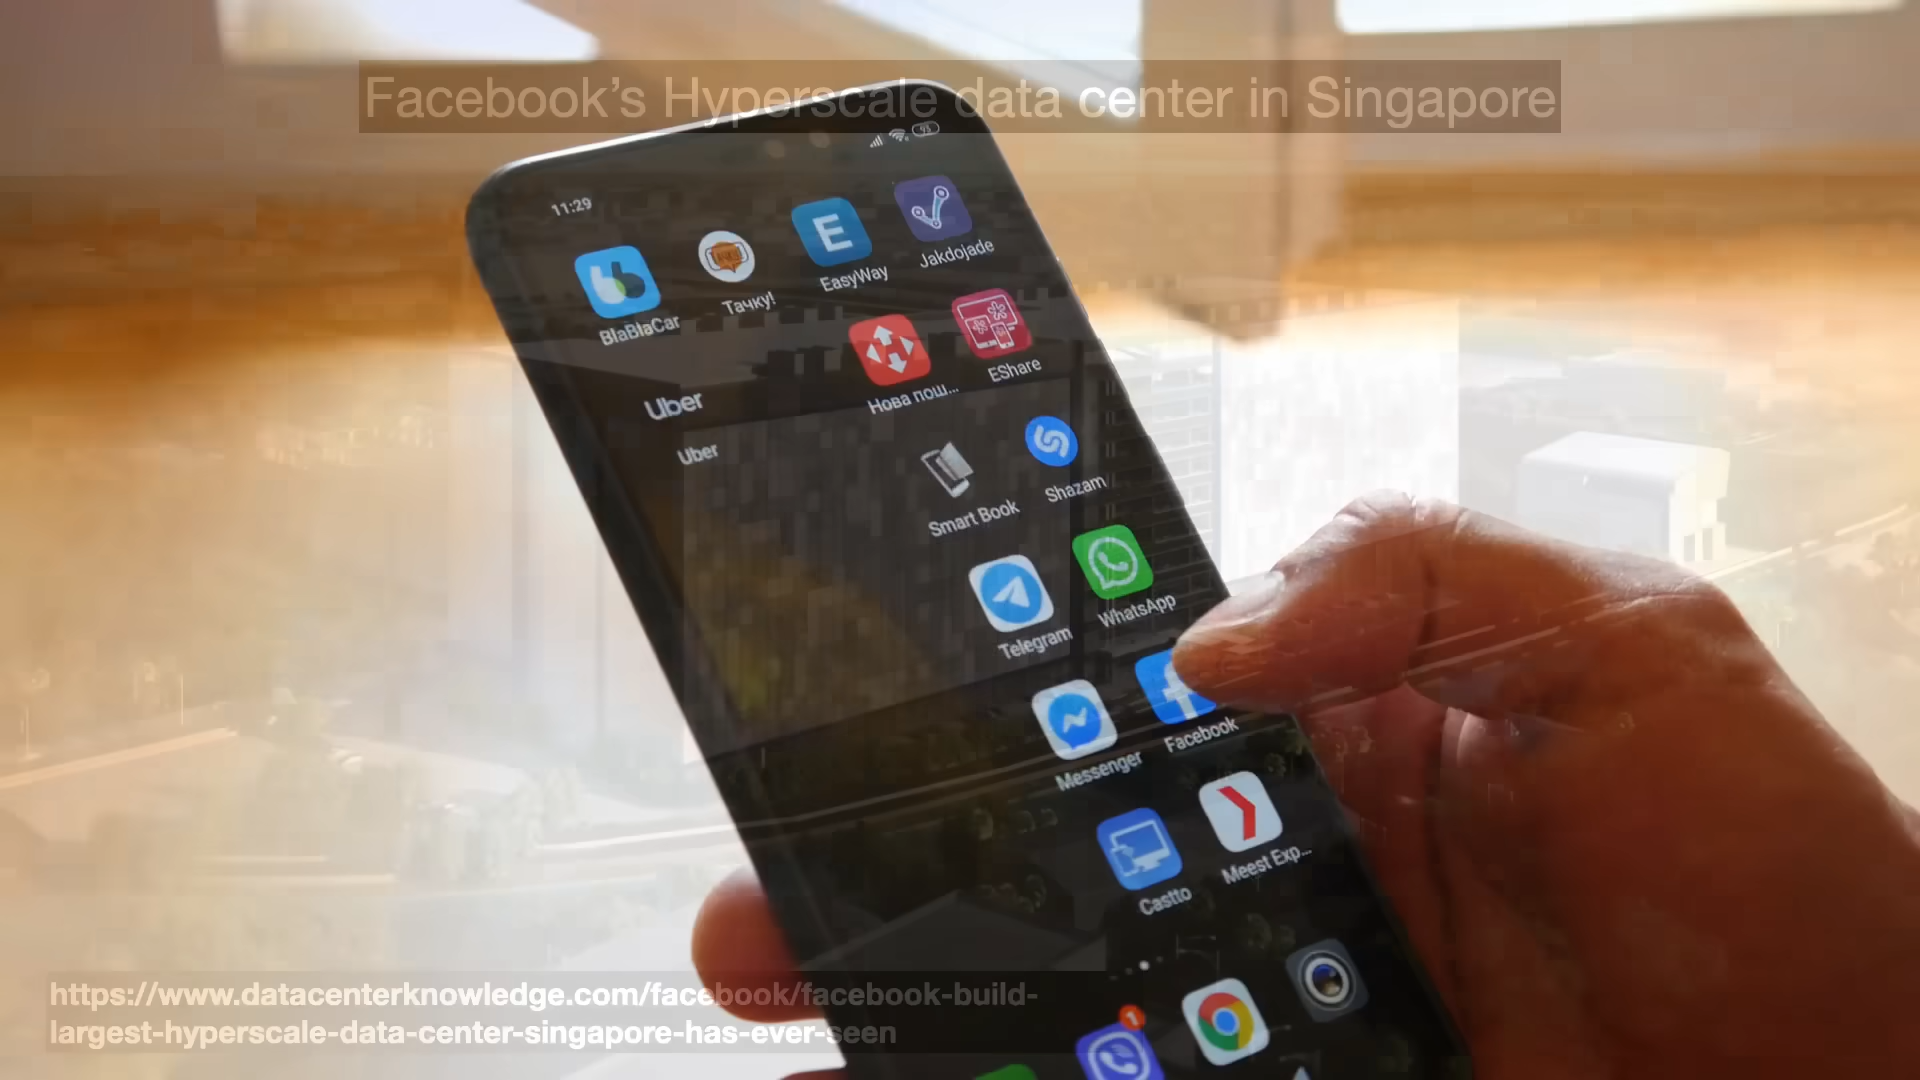 Facebook's Hyperscale data center in Singapore
93
11:29
BlaBlaCar
Тачку!
E
EasyWay
Jakdojade
Uber
Uber
Нова пош...
EShare
Smart Book
Shazam
Telegram
WhatsApp
Messenger
f
Facebook
Castto
Meest Exp...
1
https://www.datacenterknowledge.com/facebook/facebook-build-
largest-hyperscale-data-center-singapore-has-ever-seen